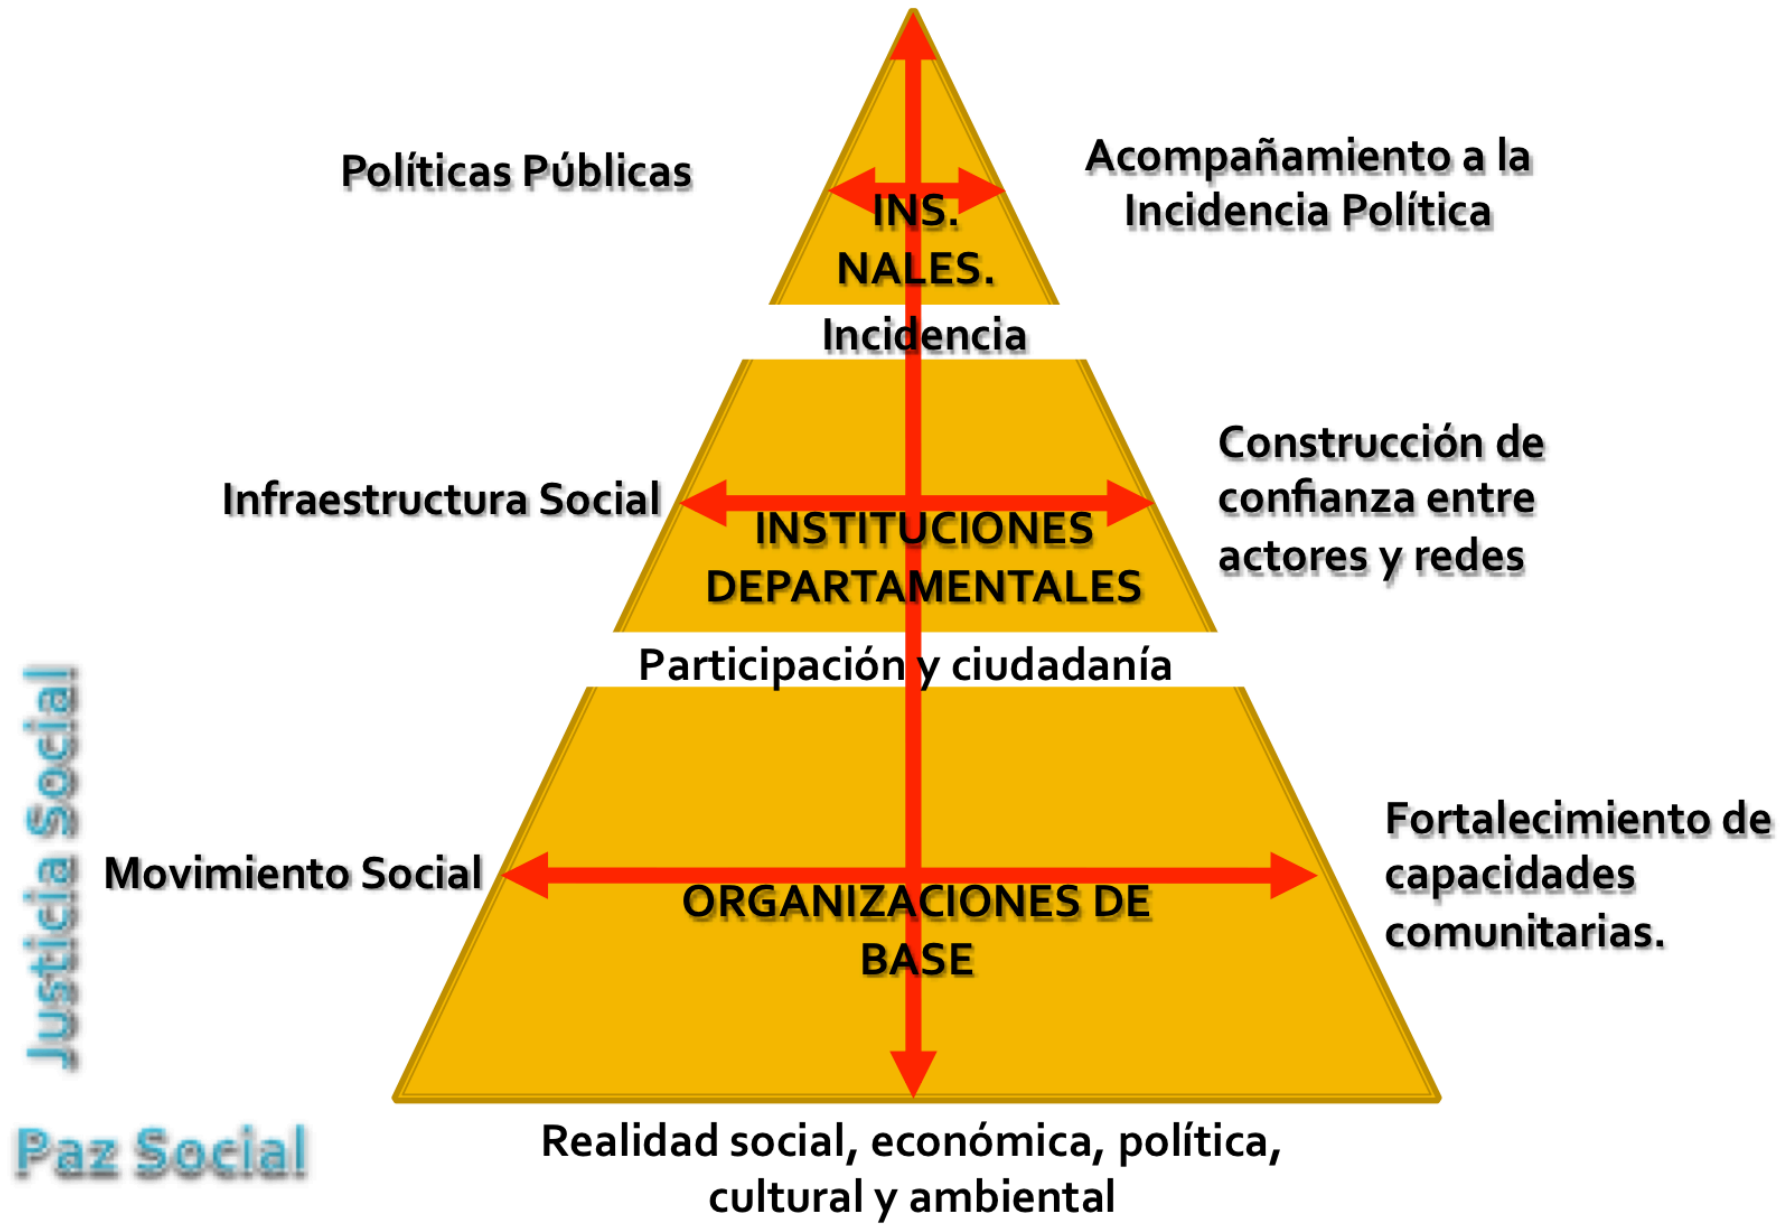 Políticas Públicas
Acompañamiento a la
Incidencia Política
INS.
NALES.
Incidencia
Infraestructura Social
Construcción de
confianza entre
actores y redes
INSTITUCIONES
DEPARTAMENTALES
Participación y ciudadanía
Justicia Social
Movimiento Social
Fortalecimiento de
capacidades
comunitarias.
ORGANIZACIONES DE
BASE
Paz Social
Realidad social, económica, política,
cultural y ambiental